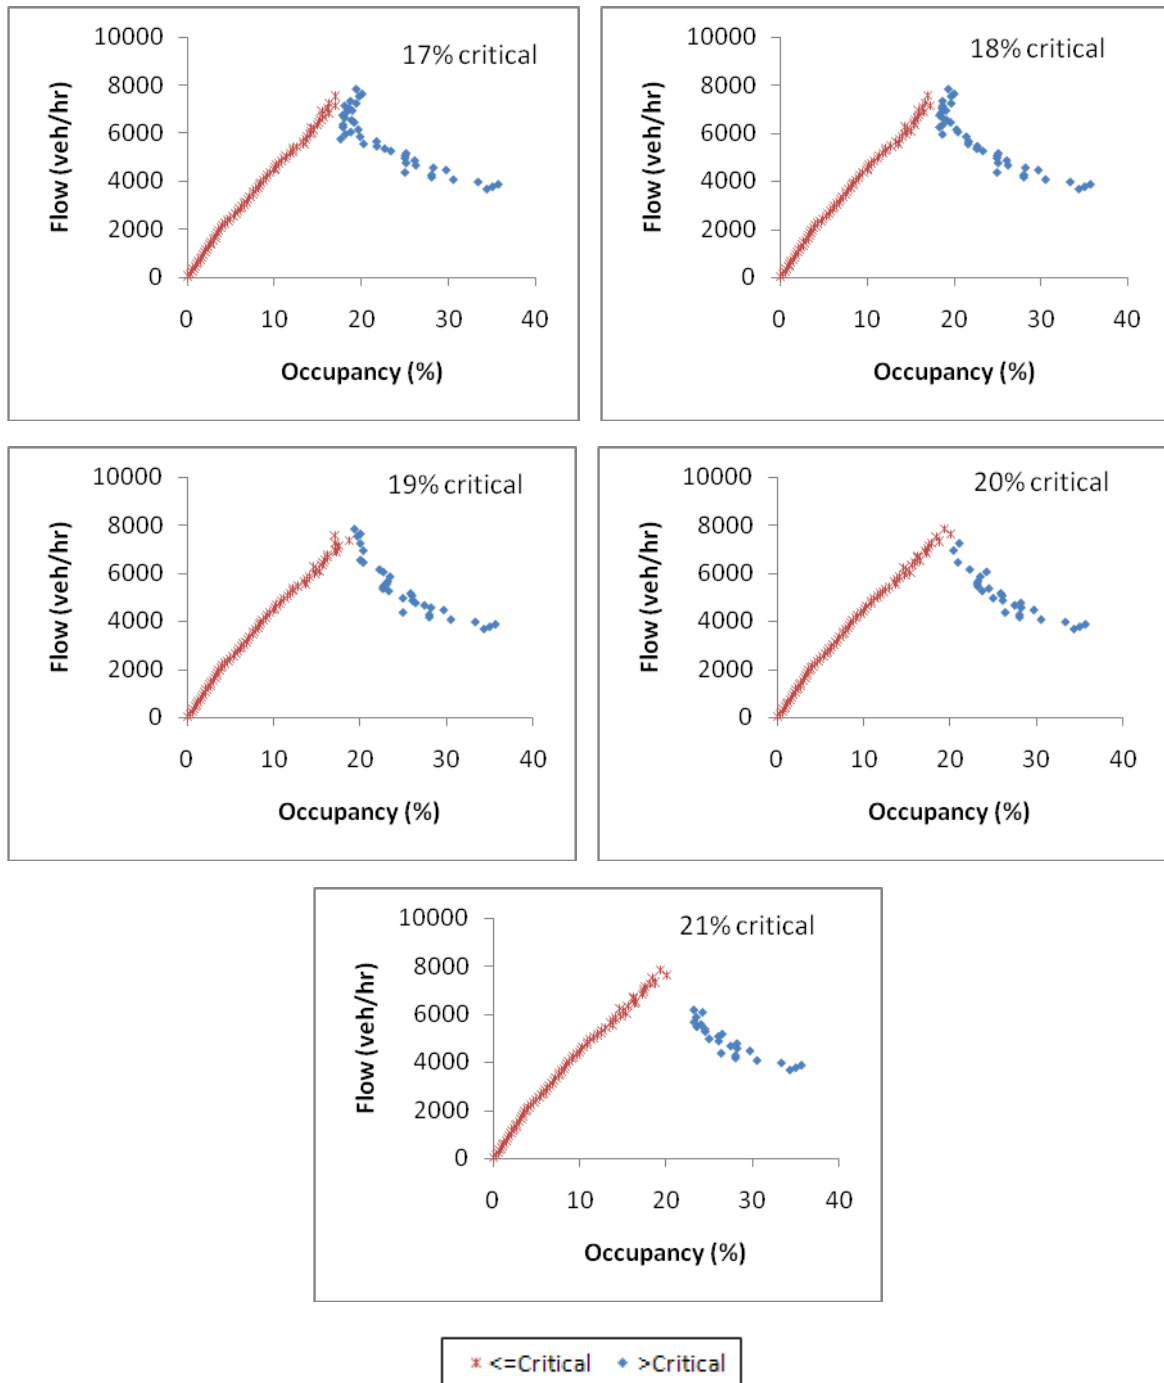 17% critical
10000
8000
6000
4000
2000
0
Flow (veh/hr)
0 10 20 30 40
Occupancy (%)
18% critical
10000
8000
6000
4000
2000
0
Flow (veh/hr)
0 10 20 30 40
Occupancy (%)
19% critical
10000
8000
6000
4000
2000
0
Flow (veh/hr)
0 10 20 30 40
Occupancy (%)
20% critical
10000
8000
6000
4000
2000
0
Flow (veh/hr)
0 10 20 30 40
Occupancy (%)
21% critical
10000
8000
6000
4000
2000
0
Flow (veh/hr)
0 10 20 30 40
Occupancy (%)
<=Critical >Critical